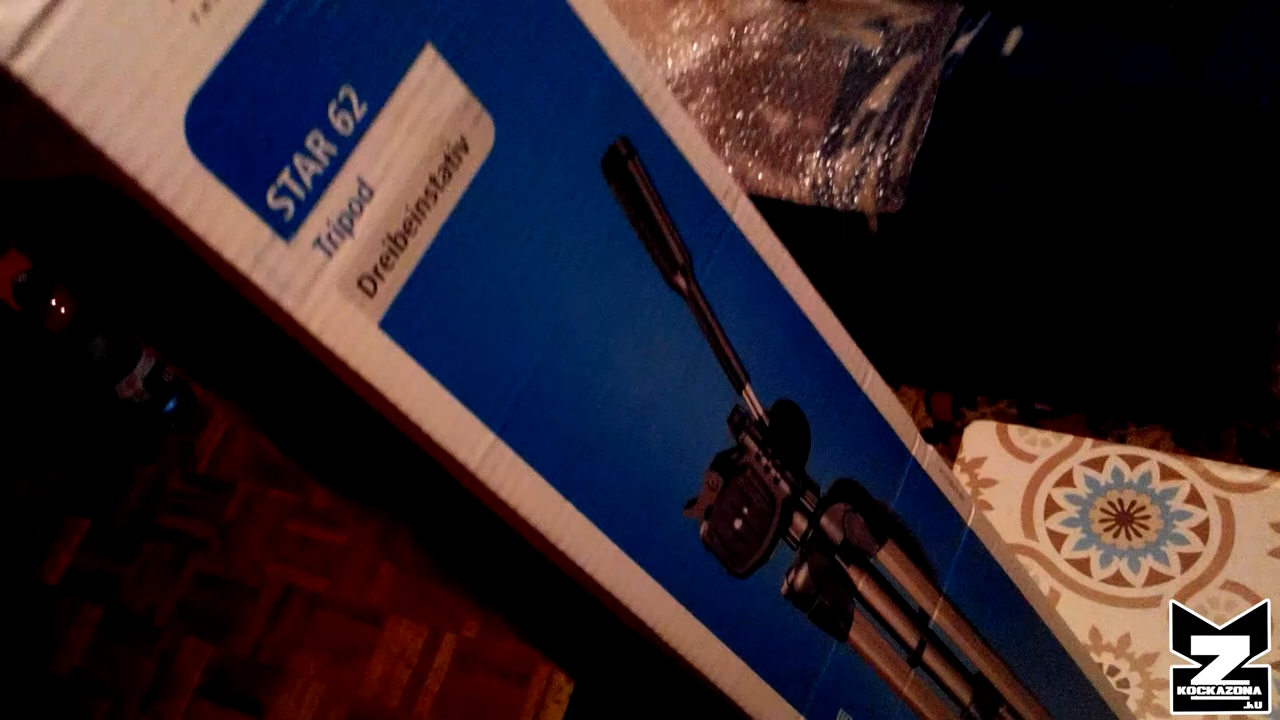 STAR 62
Tripod
Dreibeinstativ
Z
KOCKAZONA
.HU